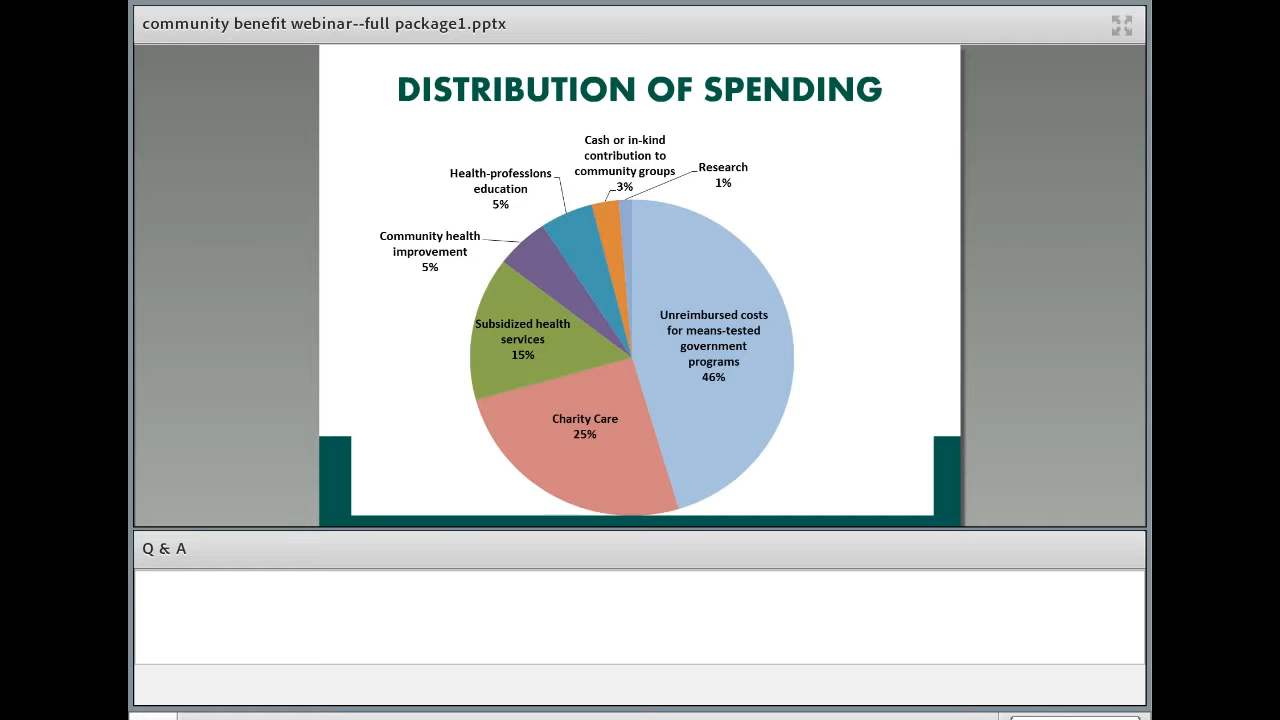 community benefit webinar--full package1.pptx
DISTRIBUTION OF SPENDING
Cash or in-kind
contribution to
community groups
3%
Research
1%
Health-professions
education
5%
Community health
improvement
5%
Subsidized health
services
15%
Unreimbursed costs
for means-tested
government
programs
46%
Charity Care
25%
Q & A